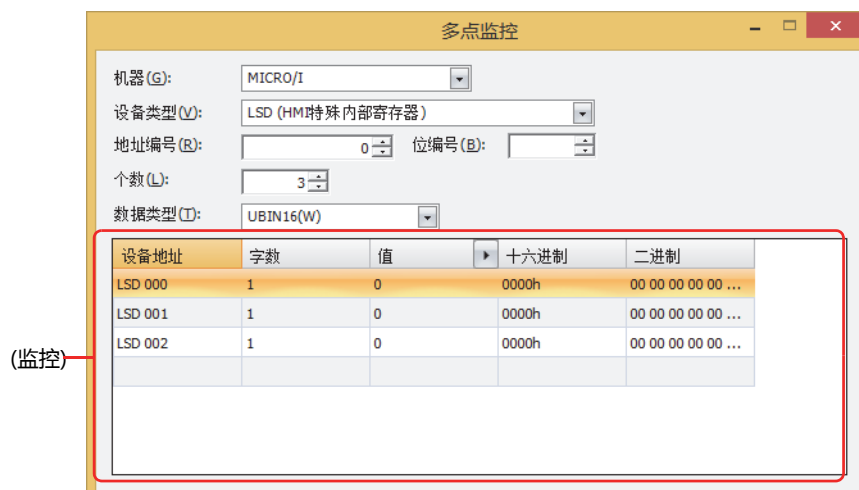 多点监控
机器(G): MICRO/I
设备类型(V): LSD (HMI特殊内部寄存器)
地址编号(R): 0 位编号(B):
个数(L): 3
数据类型(T): UBIN16(W)
设备地址 字数 值 十六进制 二进制
LSD 000 1 0 0000h 00 00 00 00 00 ...
LSD 001 1 0 0000h 00 00 00 00 00 ...
LSD 002 1 0 0000h 00 00 00 00 00 ...
(监控)